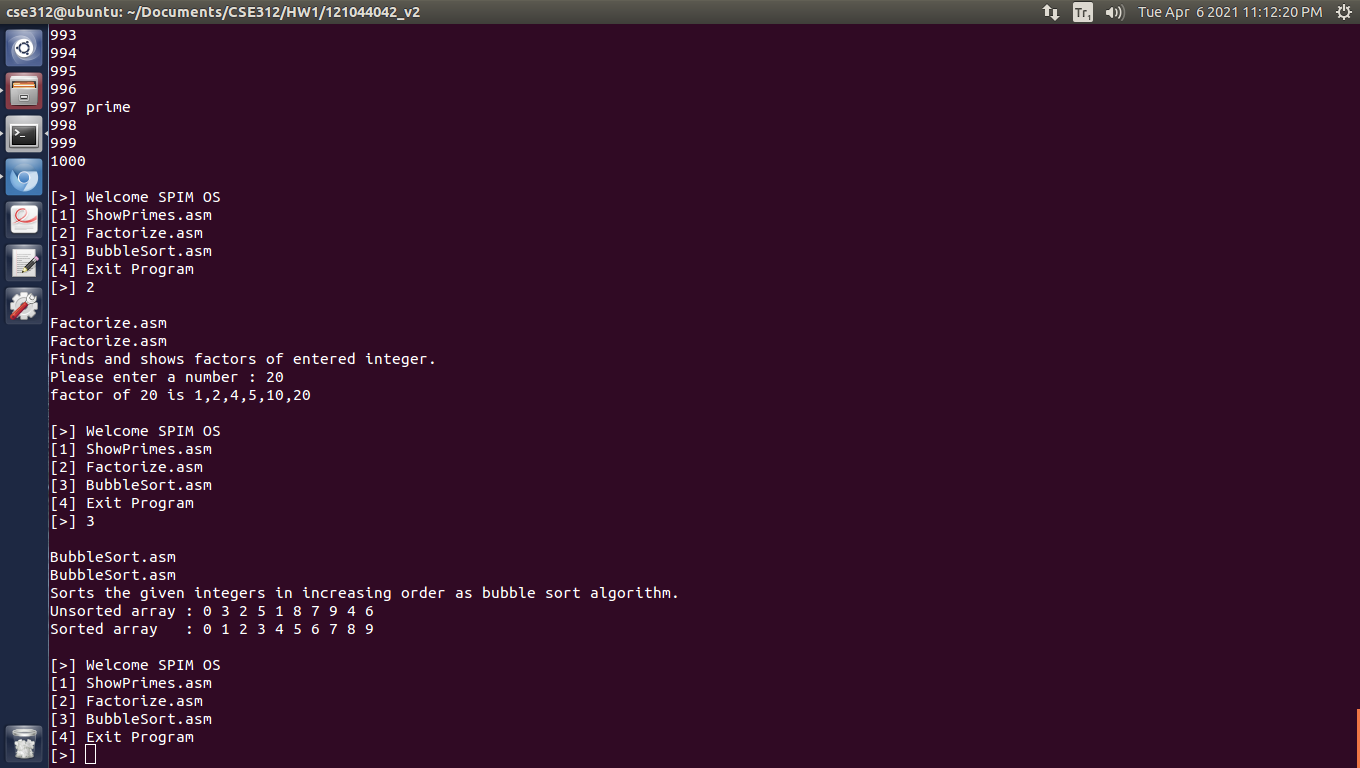 cse312@ubuntu: ~/Documents/CSE312/HW1/121044042_v2
Tr1 Tue Apr 6 2021 11:12:20 PM
993
994
995
996
997 prime
998
999
1000
[>] Welcome SPIM OS
[1] ShowPrimes.asm
[2] Factorize.asm
[3] BubbleSort.asm
[4] Exit Program
[>] 2
Factorize.asm
Factorize.asm
Finds and shows factors of entered integer.
Please enter a number : 20
factor of 20 is 1,2,4,5,10,20
[>] Welcome SPIM OS
[1] ShowPrimes.asm
[2] Factorize.asm
[3] BubbleSort.asm
[4] Exit Program
[>] 3
BubbleSort.asm
BubbleSort.asm
Sorts the given integers in increasing order as bubble sort algorithm.
Unsorted array : 0 3 2 5 1 8 7 9 4 6
Sorted array   : 0 1 2 3 4 5 6 7 8 9
[>] Welcome SPIM OS
[1] ShowPrimes.asm
[2] Factorize.asm
[3] BubbleSort.asm
[4] Exit Program
[>]